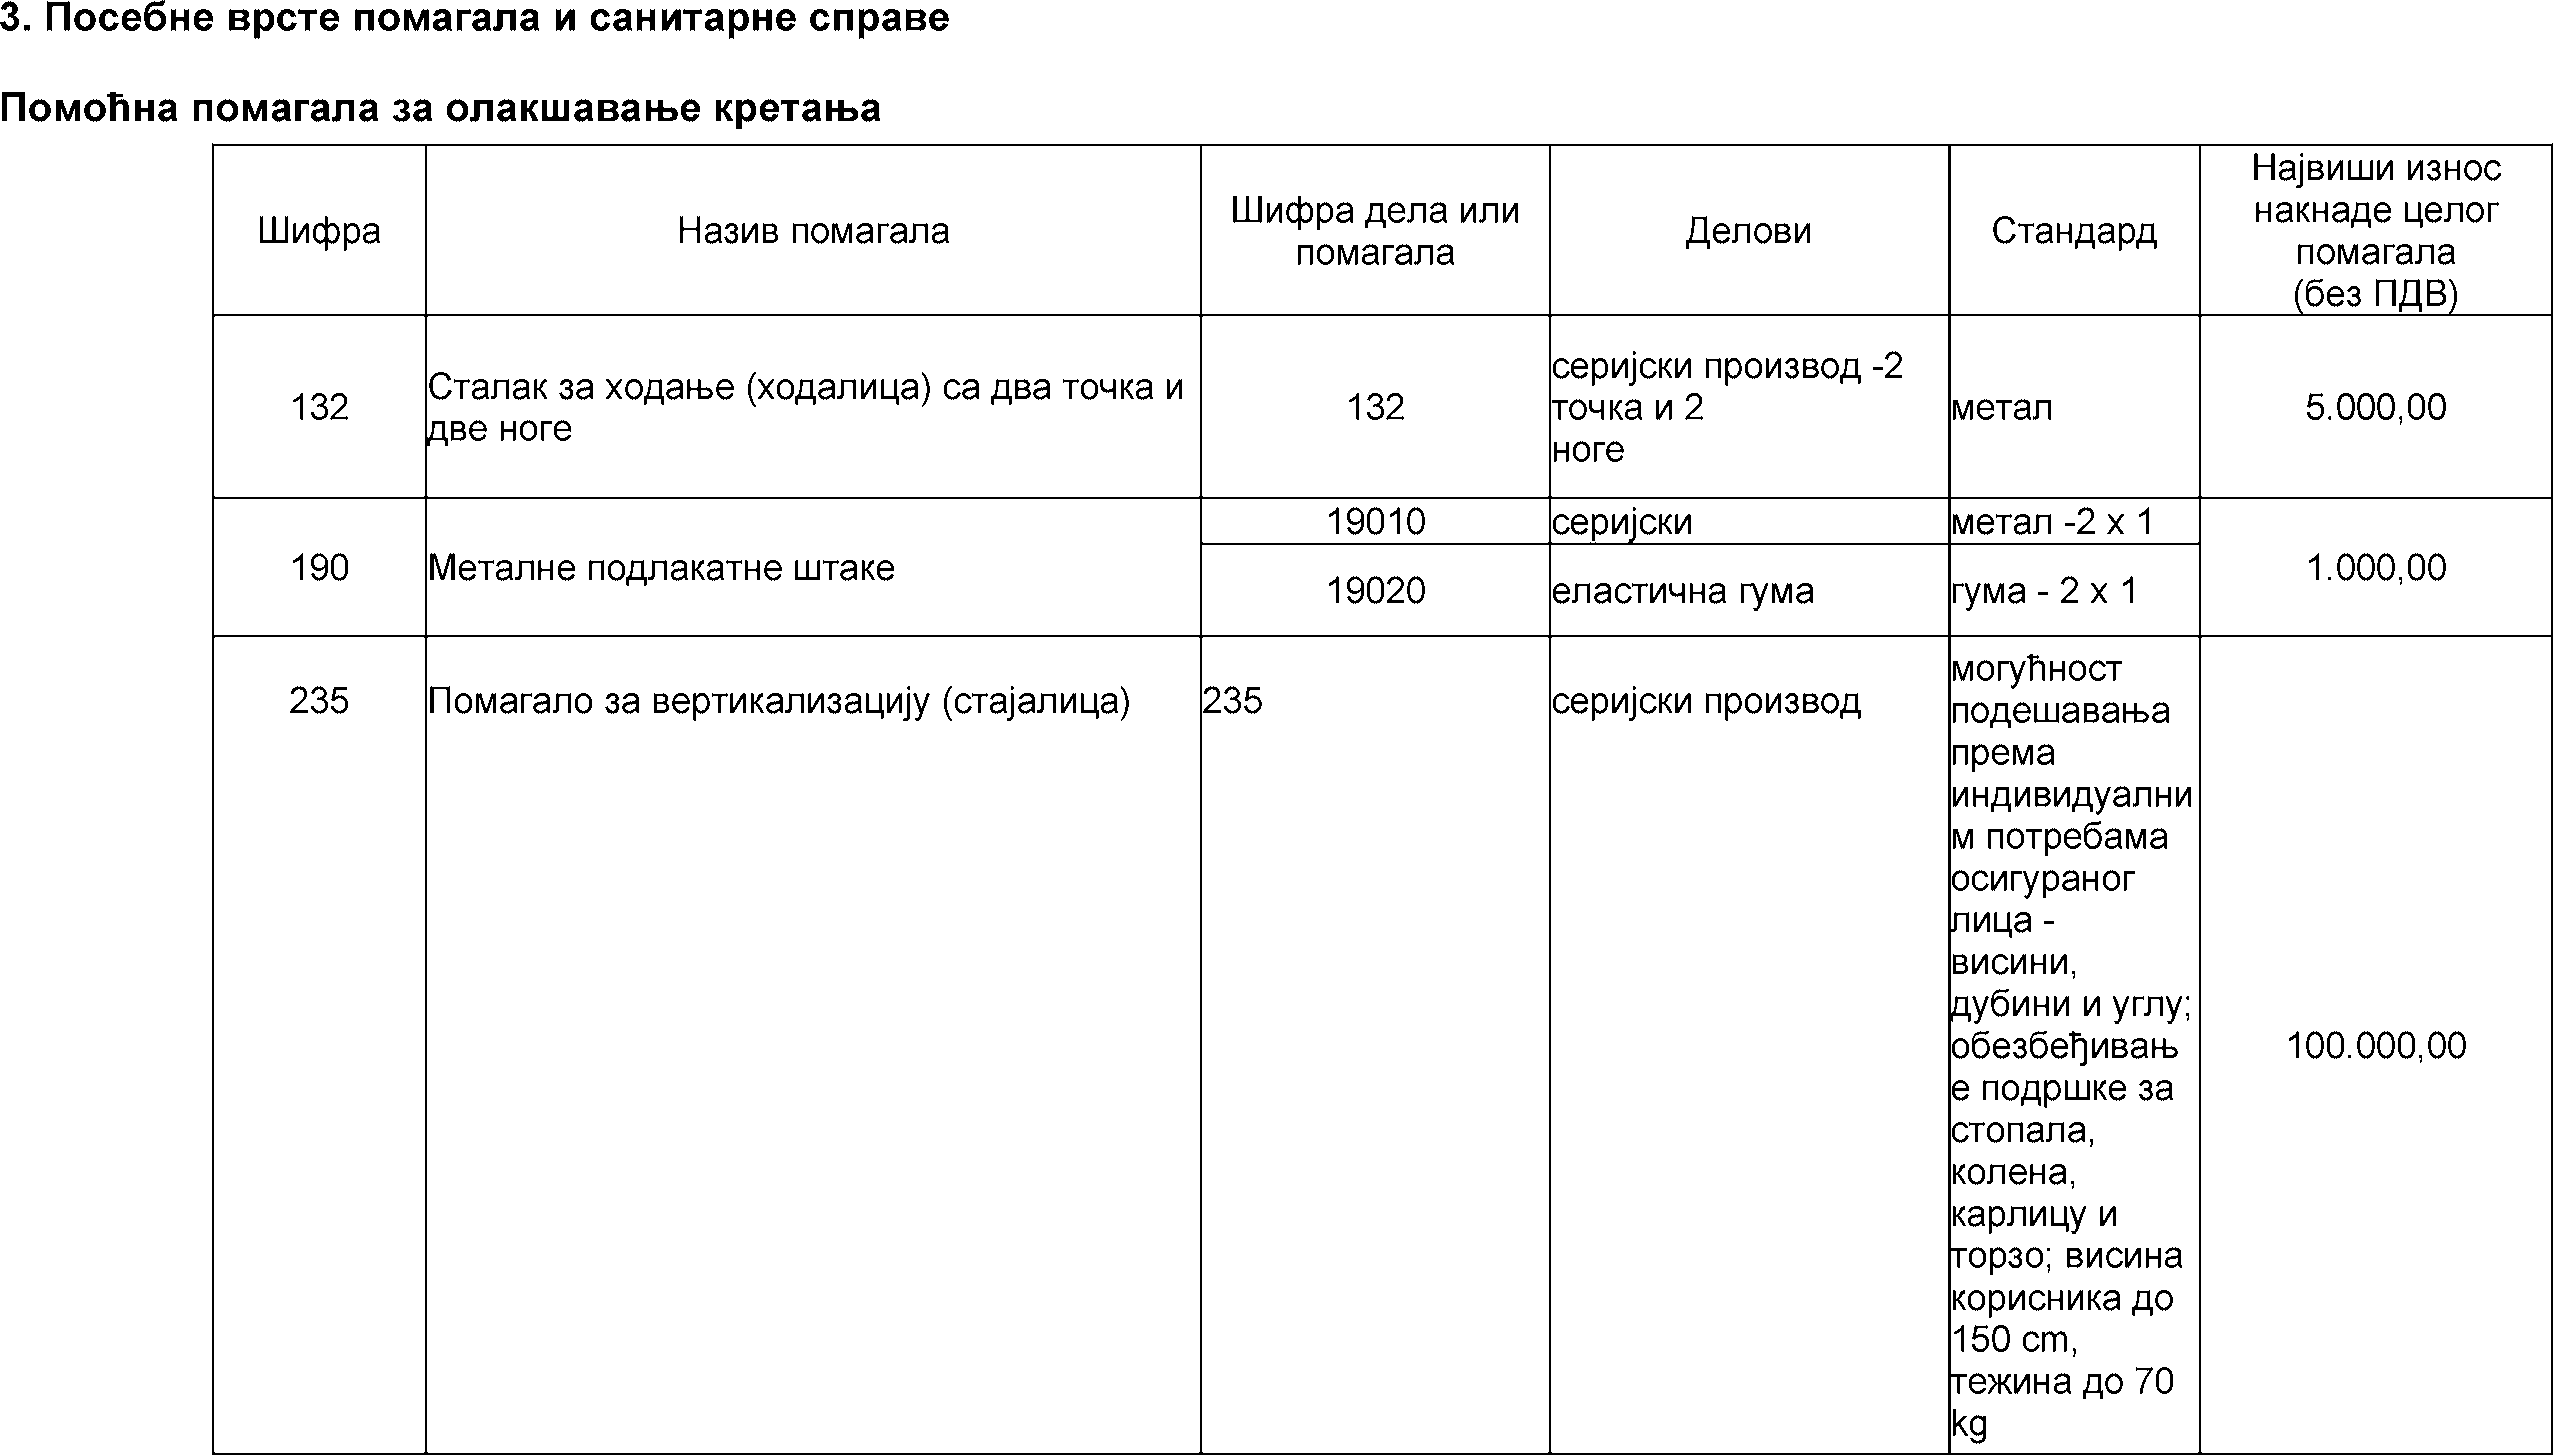 3. Посебне врсте помагала и санитарне справе
Помоћна помагала за олакшавање кретања
Шифра
Назив помагала
Шифра дела или
помагала
Делови
Стандард
Највиши износ
накнаде целог
помагала
(без ПДВ)
132
Сталак за ходање (ходалица) са два точка и
две ноге
132
серијски производ -2
точка и 2
ноге
метал
5.000,00
190
Металне подлакатне штаке
19010
серијски
метал -2 x 1
19020
еластична гума
гума - 2 x 1
1.000,00
235
Помагало за вертикализацију (стајалица)
235
серијски производ
могућност
подешавања
према
индивидуални
м потребама
осигураног
лица -
висини,
дубини и углу;
обезбеђивањ
е подршке за
стопала,
колена,
карлицу и
торзо; висина
корисника до
150 cm,
тежина до 70
kg
100.000,00